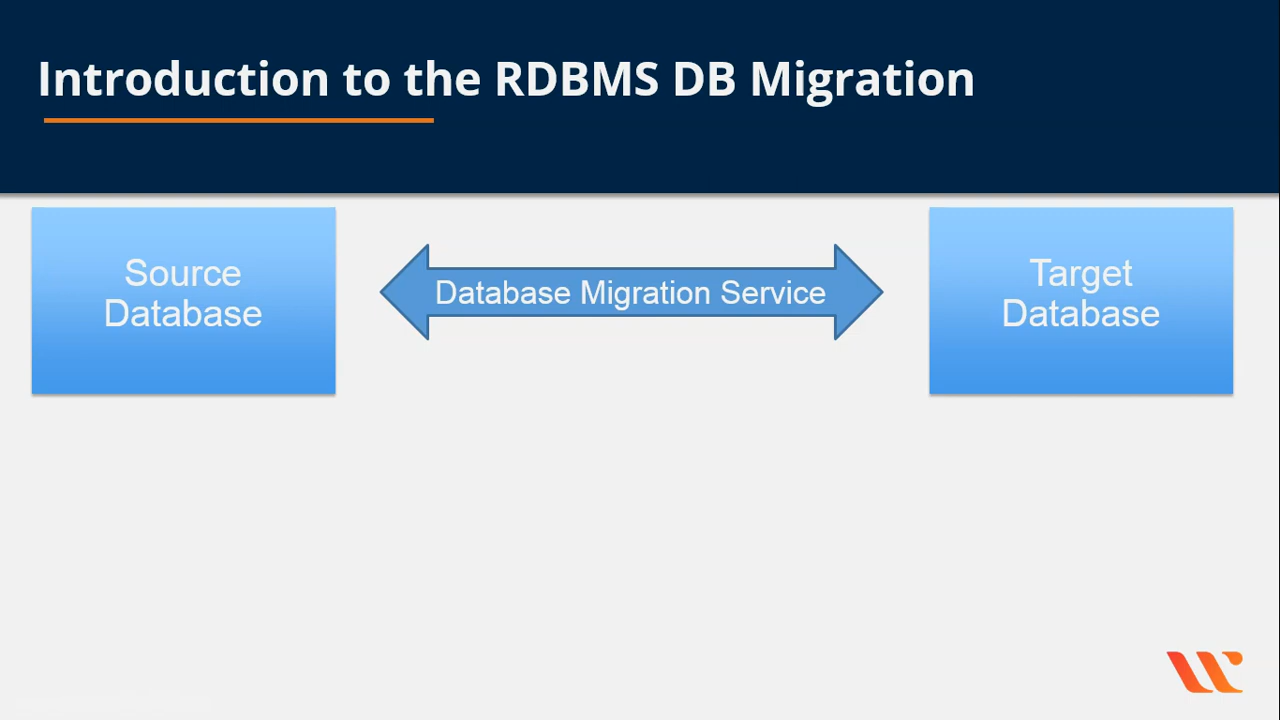 Introduction to the RDBMS DB Migration
Source
Database
Database Migration Service
Target
Database